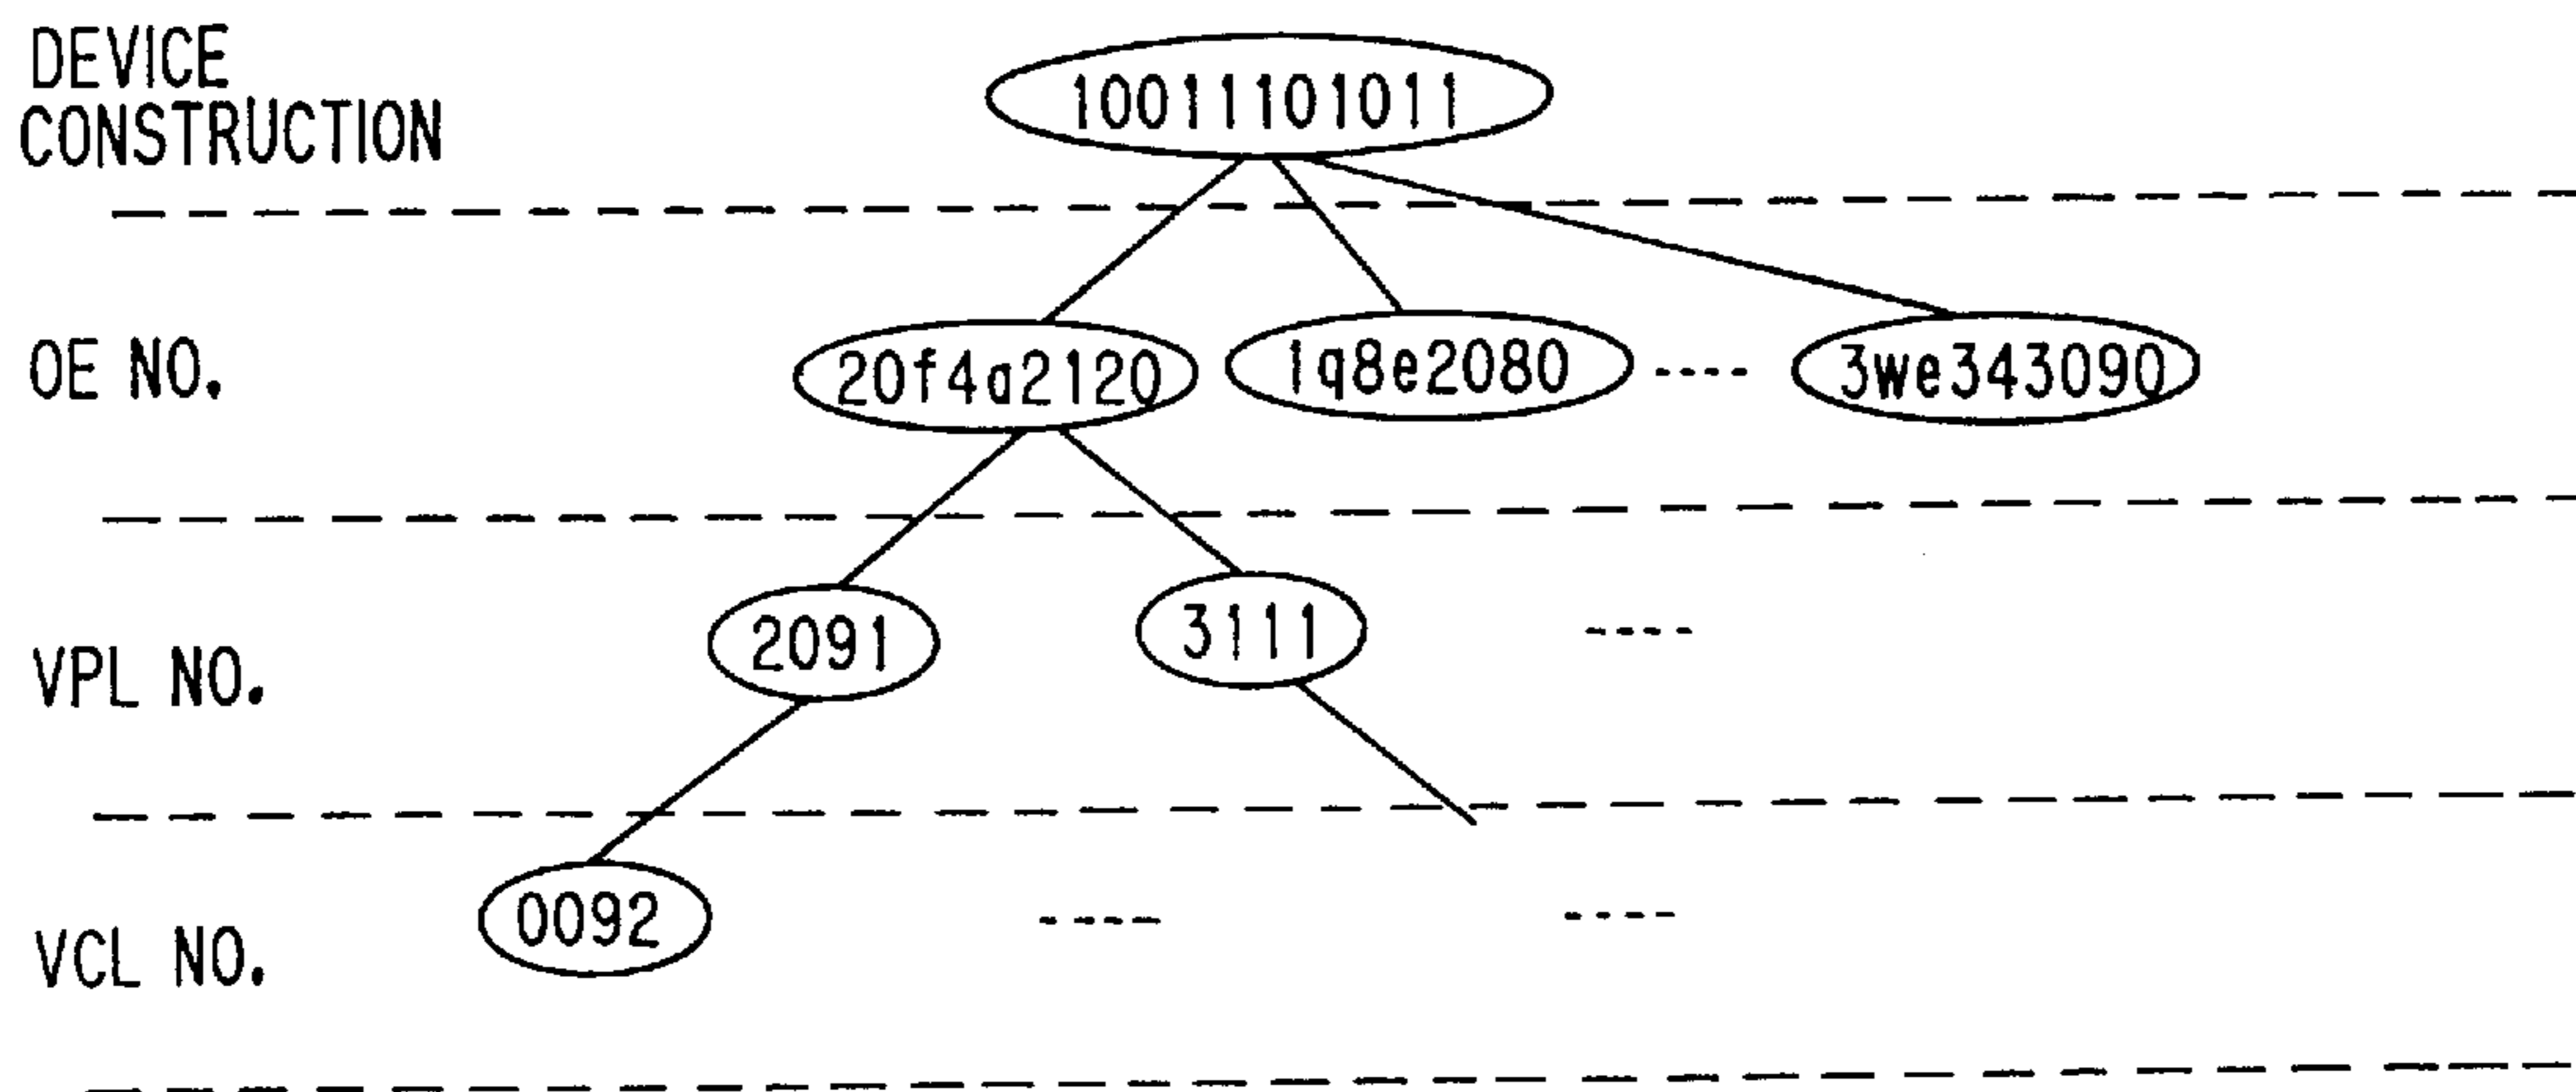 DEVICE
CONSTRUCTION
10011101011
OE NO.
20f4a2120
1q8e2080
3we343090
VPL NO.
2091
3111
VCL NO.
0092